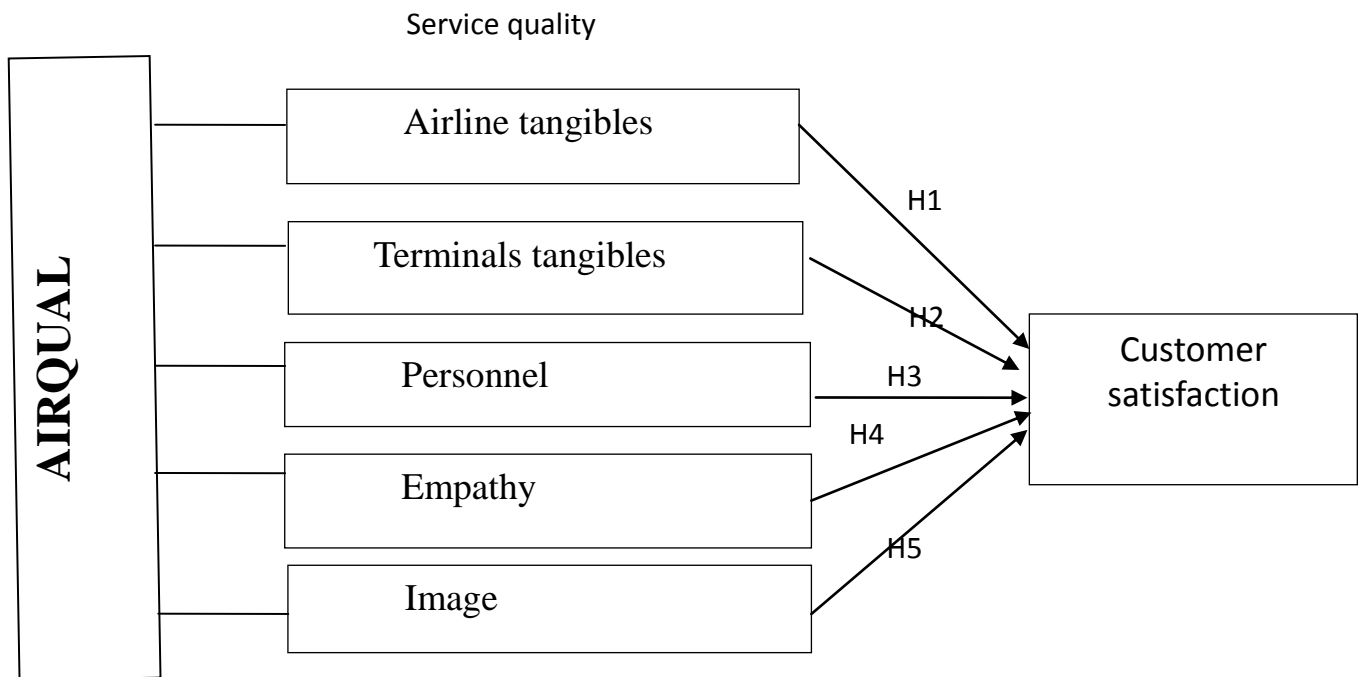 Service quality
AIRQUAL
Airline tangibles
H1
Terminals tangibles
H2
Personnel
H3
Customer
satisfaction
H4
Empathy
H5
Image